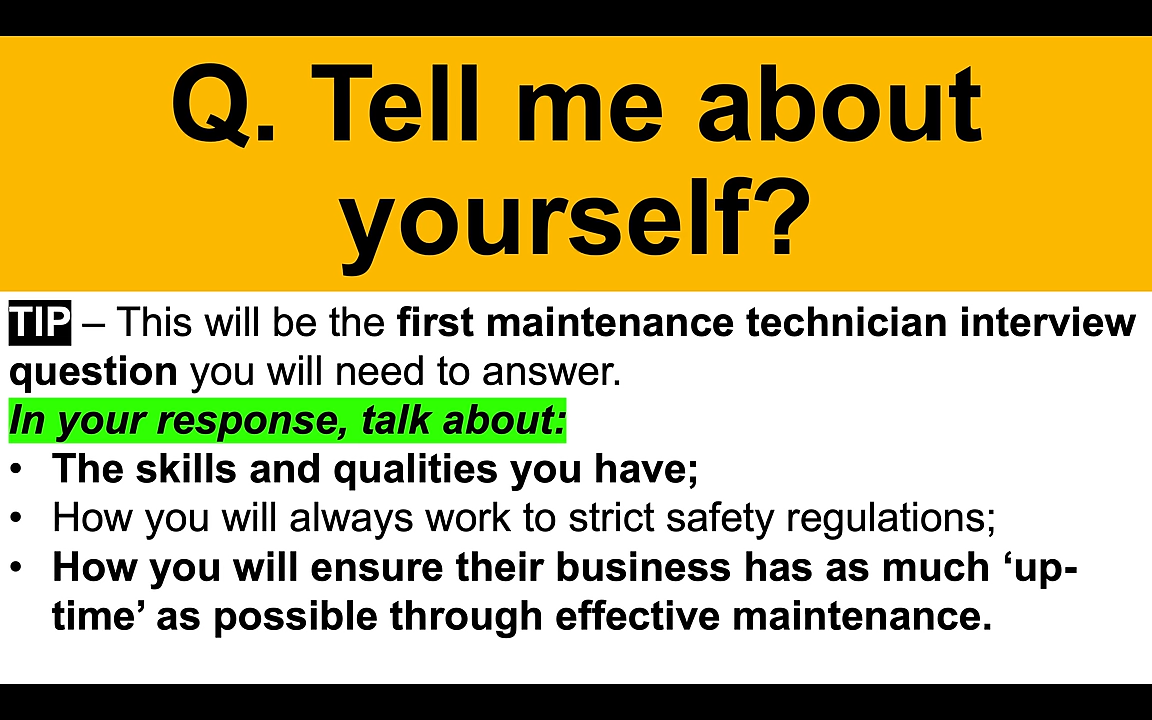 Q. Tell me about
yourself?
TIP – This will be the first maintenance technician interview
question you will need to answer.
In your response, talk about:
• The skills and qualities you have;
• How you will always work to strict safety regulations;
• How you will ensure their business has as much ‘up-
time’ as possible through effective maintenance.